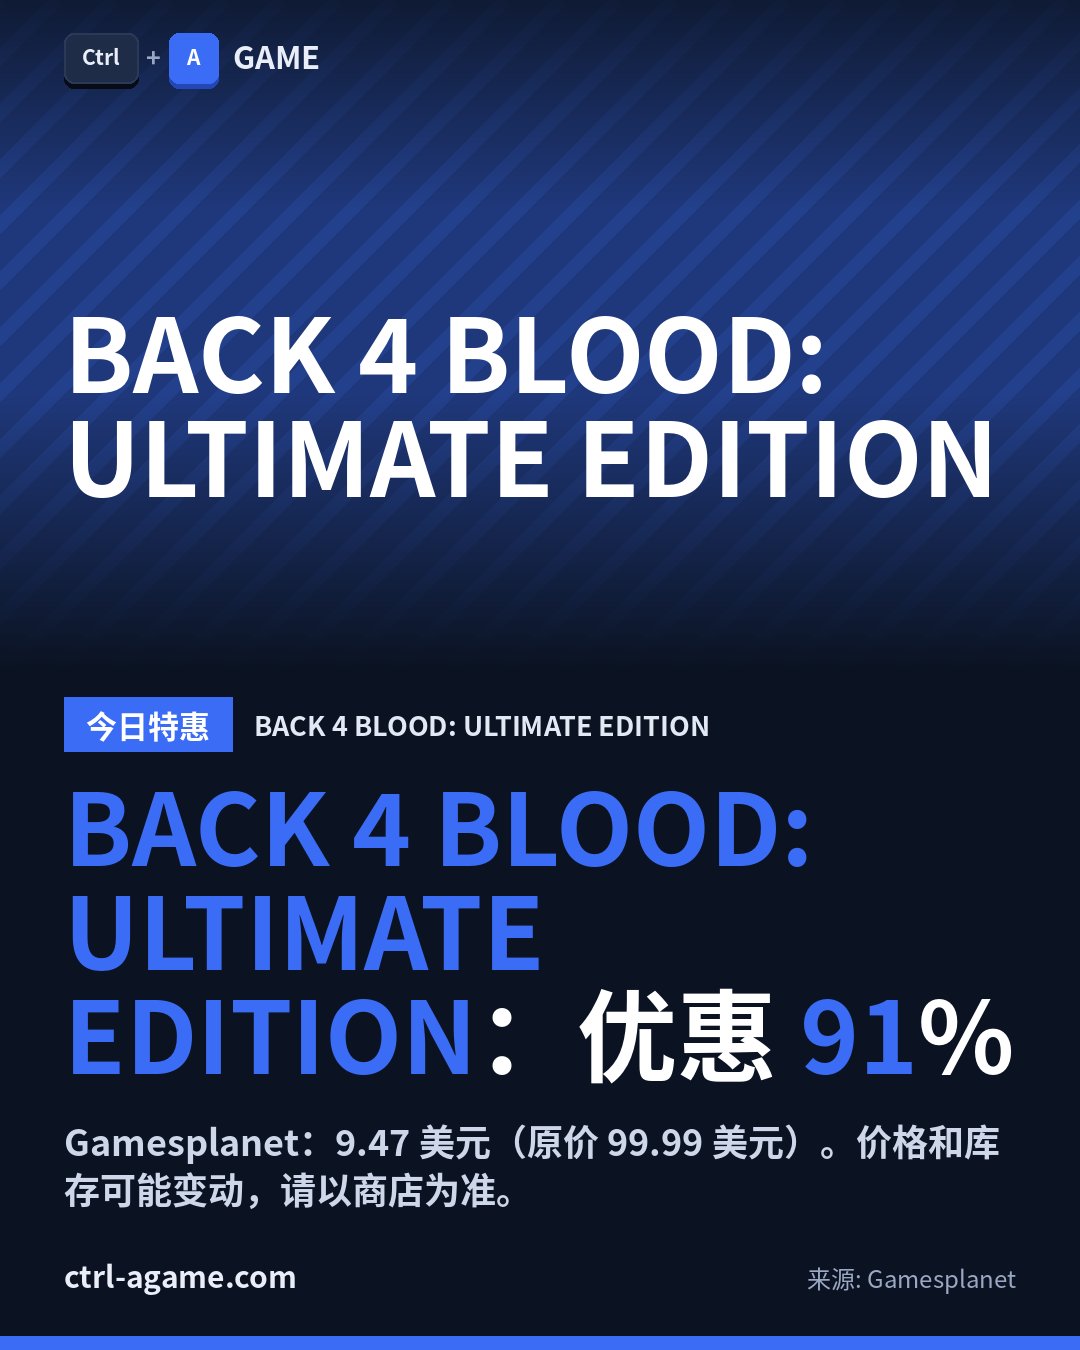 Ctrl + A GAME
BACK 4 BLOOD:
ULTIMATE EDITION
今日特惠 BACK 4 BLOOD: ULTIMATE EDITION
BACK 4 BLOOD:
ULTIMATE
EDITION：优惠 91%
Gamesplanet：9.47 美元（原价 99.99 美元）。价格和库
存可能变动，请以商店为准。
ctrl-agame.com
来源: Gamesplanet